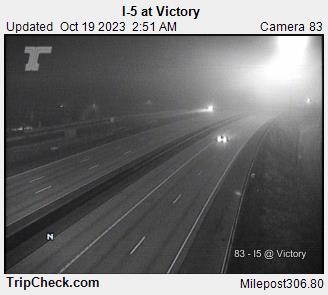 I-5 at Victory
Updated Oct 19 2023 2:51 AM Camera 83
T
N
83 - I5 @ Victory
TripCheck.com Milepost306.80